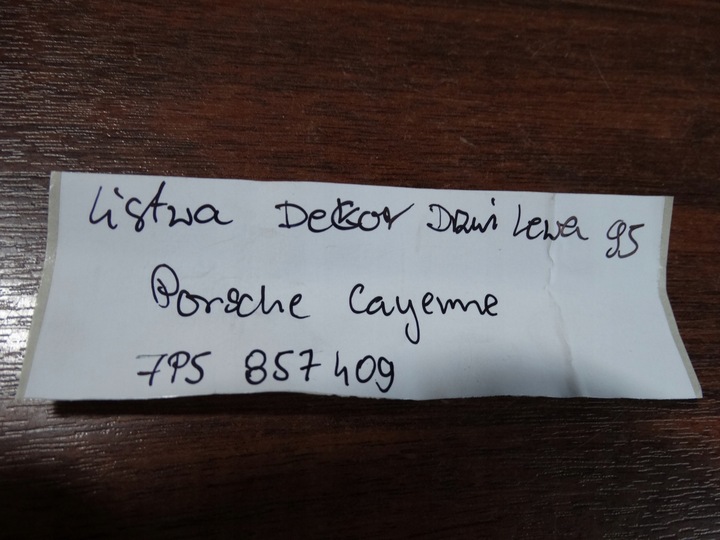 Listwa Dekor Drzwi Lewa 95
Porsche Cayenne
7P5 857 409